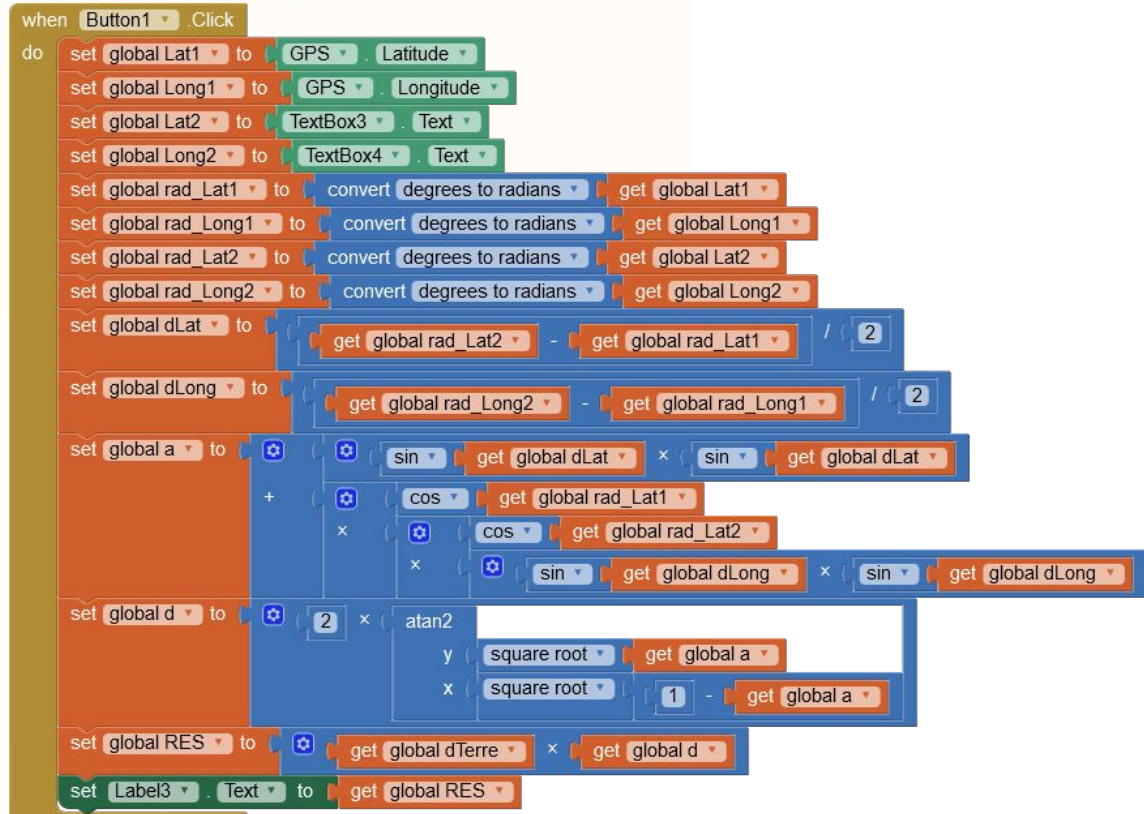 when Button1 .Click
do set global Lat1 to GPS . Latitude
set global Long1 to GPS . Longitude
set global Lat2 to TextBox3 . Text
set global Long2 to TextBox4 . Text
set global rad_Lat1 to convert degrees to radians get global Lat1
set global rad_Long1 to convert degrees to radians get global Long1
set global rad_Lat2 to convert degrees to radians get global Lat2
set global rad_Long2 to convert degrees to radians get global Long2
set global dLat to get global rad_Lat2 - get global rad_Lat1 / 2
set global dLong to get global rad_Long2 - get global rad_Long1 / 2
set global a to sin get global dLat × sin get global dLat
+ cos get global rad_Lat1
× cos get global rad_Lat2
× sin get global dLong × sin get global dLong
set global d to 2 × atan2
y square root get global a
x square root 1 - get global a
set global RES to get global dTerre × get global d
set Label3 . Text to get global RES